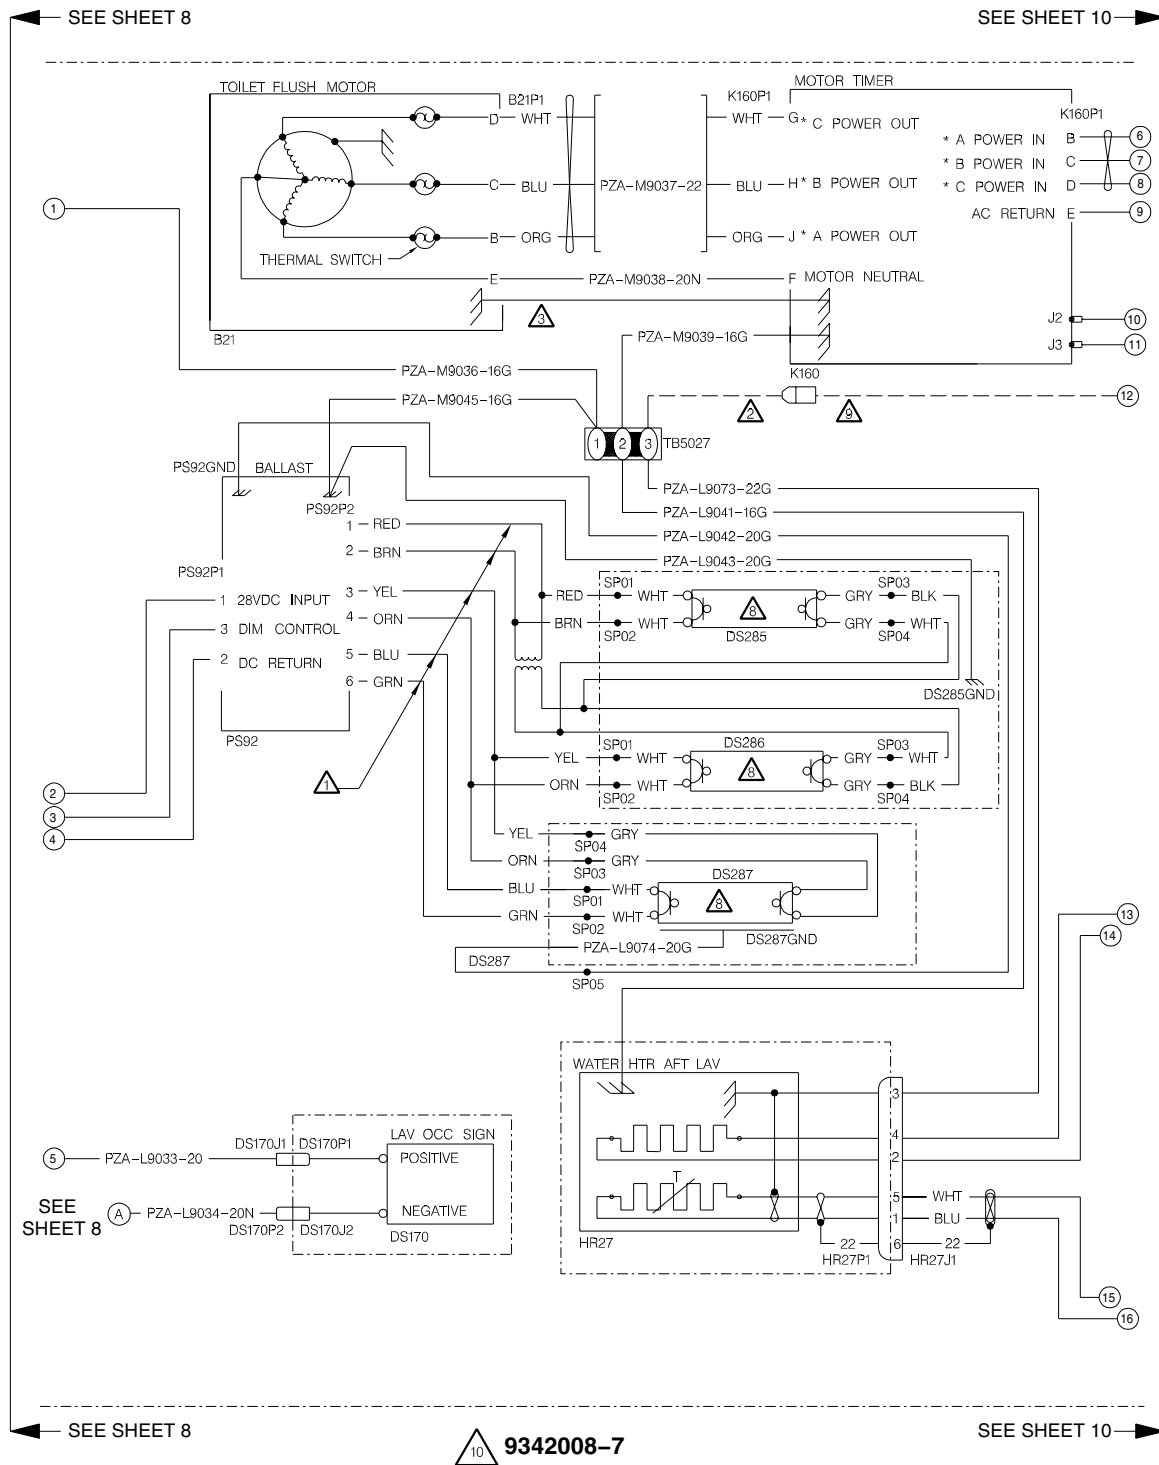 SEE SHEET 8 SEE SHEET 10
TOILET FLUSH MOTOR B21P1 K160P1 MOTOR TIMER
D WHT WHT G * C POWER OUT K160P1
* A POWER IN B 6
* B POWER IN C 7
C BLU PZA-M9037-22 BLU H * B POWER OUT * C POWER IN D 8
1 AC RETURN E 9
B ORG ORG J * A POWER OUT
THERMAL SWITCH
E PZA-M9038-20N F MOTOR NEUTRAL
3 J2 10
B21 PZA-M9039-16G J3 11
K160
PZA-M9036-16G
PZA-M9045-16G 2 9 12
1 2 3 TB5027
PS92GND BALLAST
PZA-L9073-22G
PS92P2 PZA-L9041-16G
1 RED PZA-L9042-20G
2 BRN PZA-L9043-20G
PS92P1
SP01 SP03
3 YEL RED WHT 8 GRY BLK
1 28VDC INPUT
4 ORN BRN WHT GRY WHT
3 DIM CONTROL SP02 DS285 SP04
5 BLU
2 DC RETURN
6 GRN
DS285GND
PS92 SP01 DS286 SP03
YEL WHT 8 GRY WHT
1 ORN WHT GRY BLK
2 SP02 SP04
3
4 YEL GRY
SP04
ORN GRY
SP03 DS287
BLU WHT 8
SP01
GRN WHT 13
SP02 DS287GND
PZA-L9074-20G 14
DS287
SP05
WATER HTR AFT LAV
3
LAV OCC SIGN 4
DS170J1 DS170P1
5 PZA-L9033-20 POSITIVE 2
T
SEE 5 WHT
SHEET 8 A PZA-L9034-20N NEGATIVE 1 BLU
DS170P2 DS170J2 DS170
HR27 22 6 22
HR27P1 HR27J1
15
16
SEE SHEET 8 SEE SHEET 10
10 9342008-7